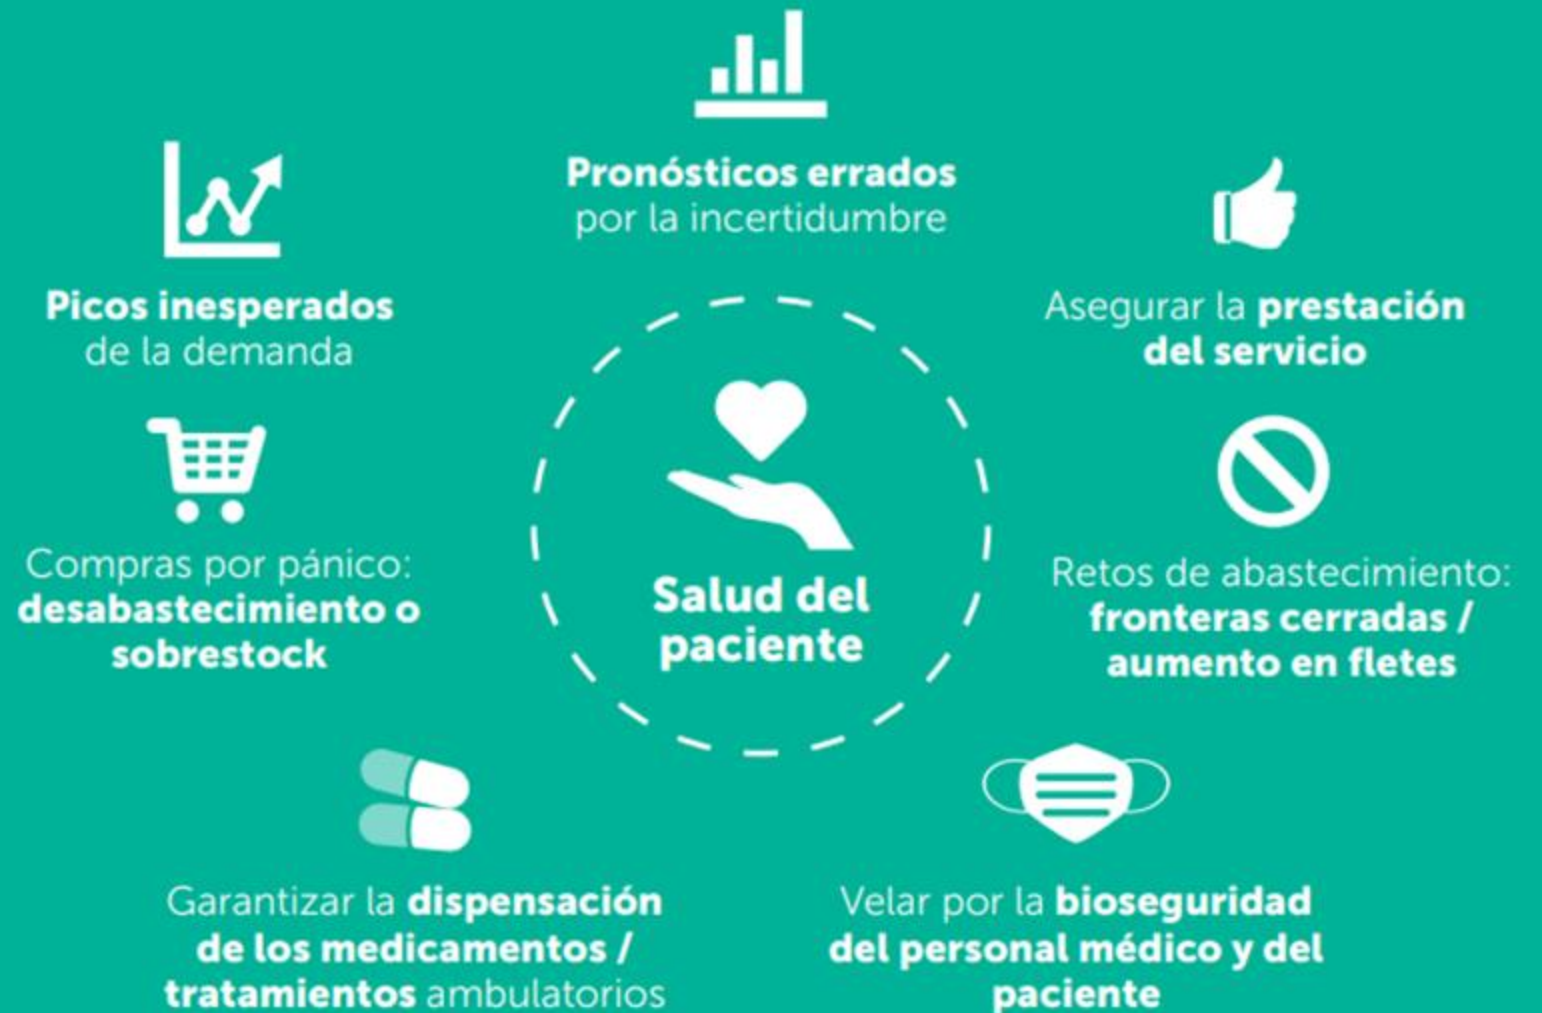 Pronósticos errados
por la incertidumbre
Picos inesperados
de la demanda
Asegurar la prestación
del servicio
Compras por pánico:
desabastecimiento o
sobrestock
Salud del
paciente
Retos de abastecimiento:
fronteras cerradas /
aumento en fletes
Garantizar la dispensación
de los medicamentos /
tratamientos ambulatorios
Velar por la bioseguridad
del personal médico y del
paciente